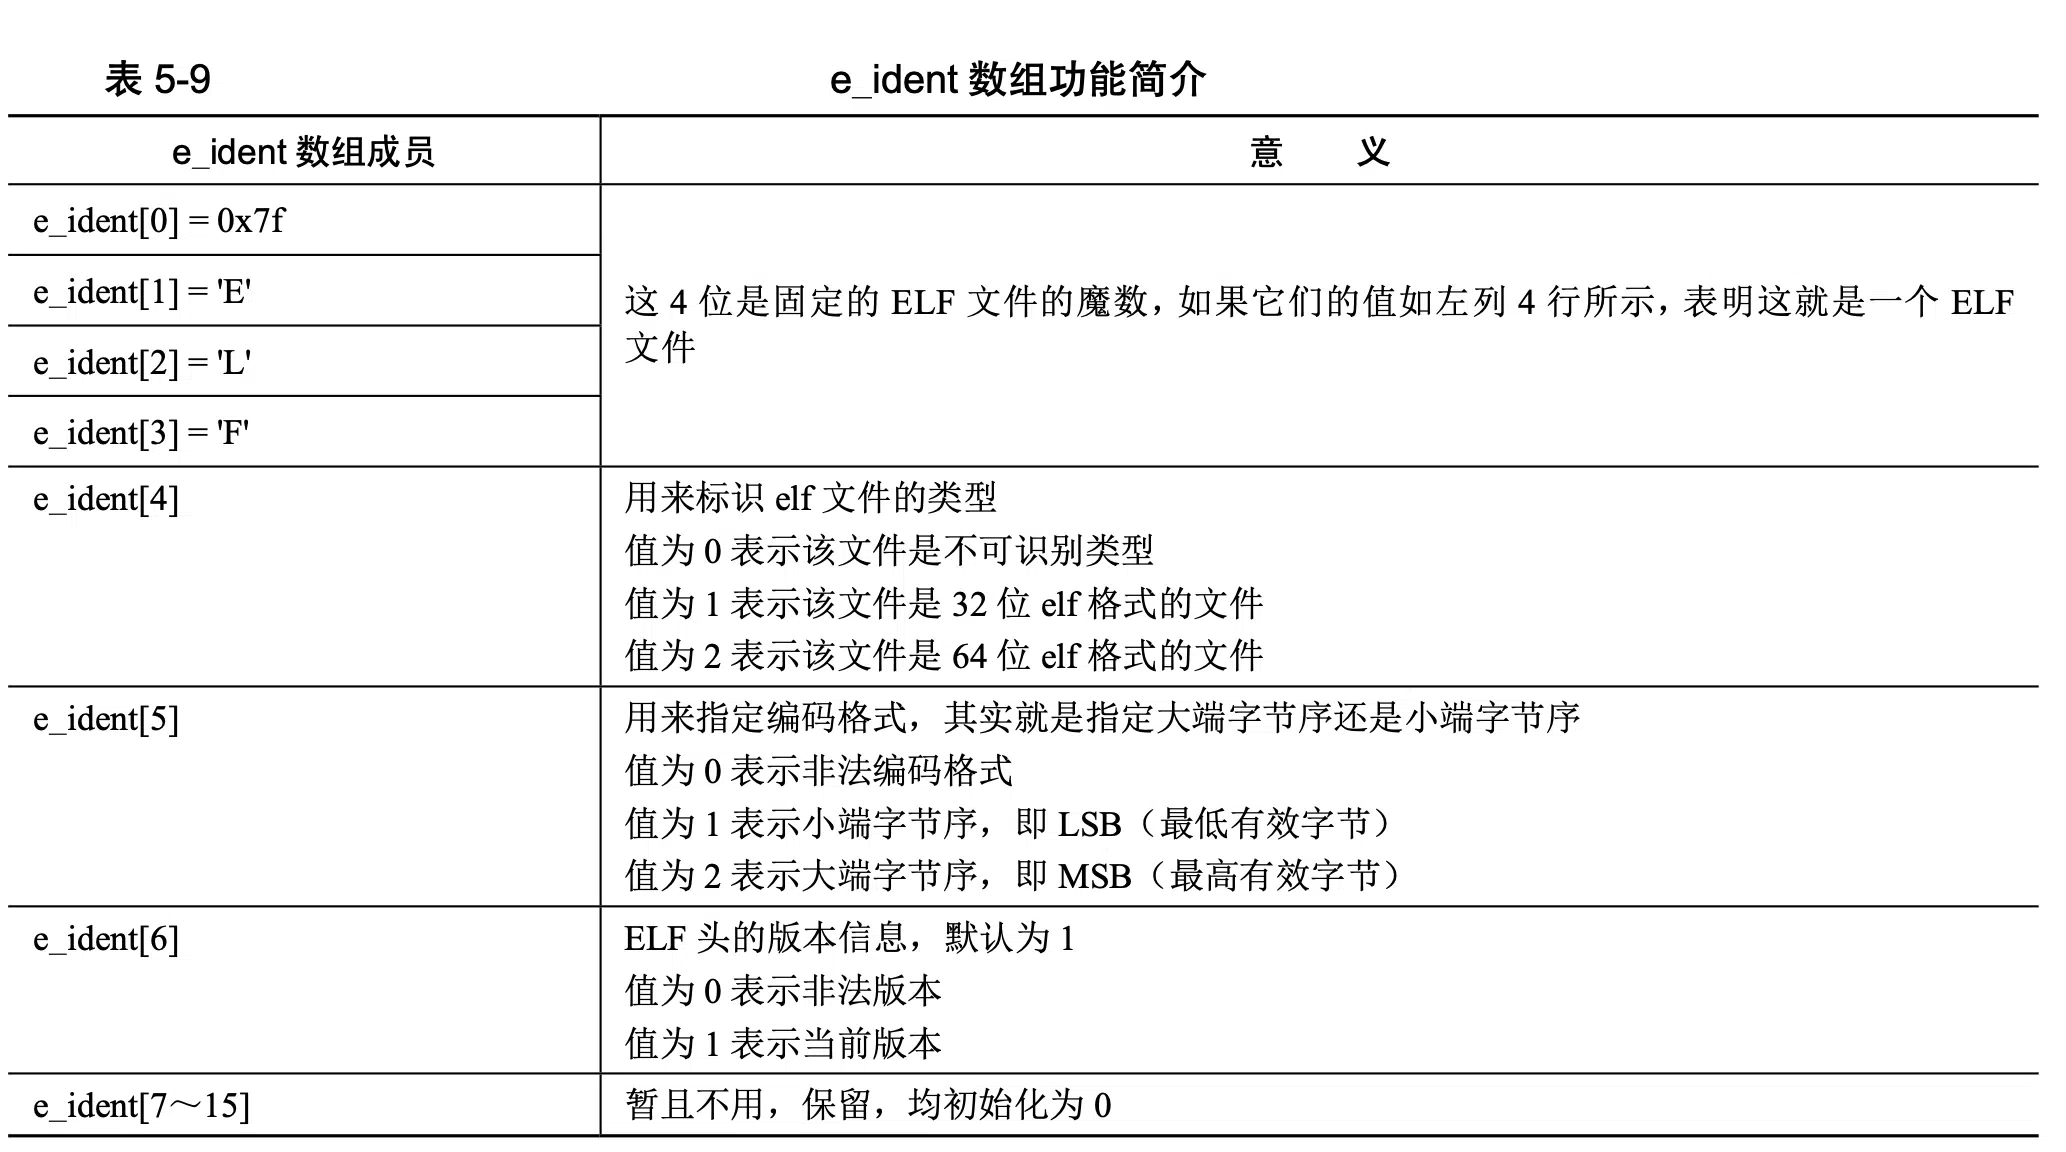 表 5-9
e_ident 数组功能简介
e_ident 数组成员
意 义
e_ident[0] = 0x7f
e_ident[1] = 'E'
e_ident[2] = 'L'
e_ident[3] = 'F'
这 4 位是固定的 ELF 文件的魔数，如果它们的值如左列 4 行所示，表明这就是一个 ELF
文件
e_ident[4]
用来标识 elf 文件的类型
值为 0 表示该文件是不可识别类型
值为 1 表示该文件是 32 位 elf 格式的文件
值为 2 表示该文件是 64 位 elf 格式的文件
e_ident[5]
用来指定编码格式，其实就是指定大端字节序还是小端字节序
值为 0 表示非法编码格式
值为 1 表示小端字节序，即 LSB（最低有效字节）
值为 2 表示大端字节序，即 MSB（最高有效字节）
e_ident[6]
ELF 头的版本信息，默认为 1
值为 0 表示非法版本
值为 1 表示当前版本
e_ident[7～15]
暂且不用，保留，均初始化为 0